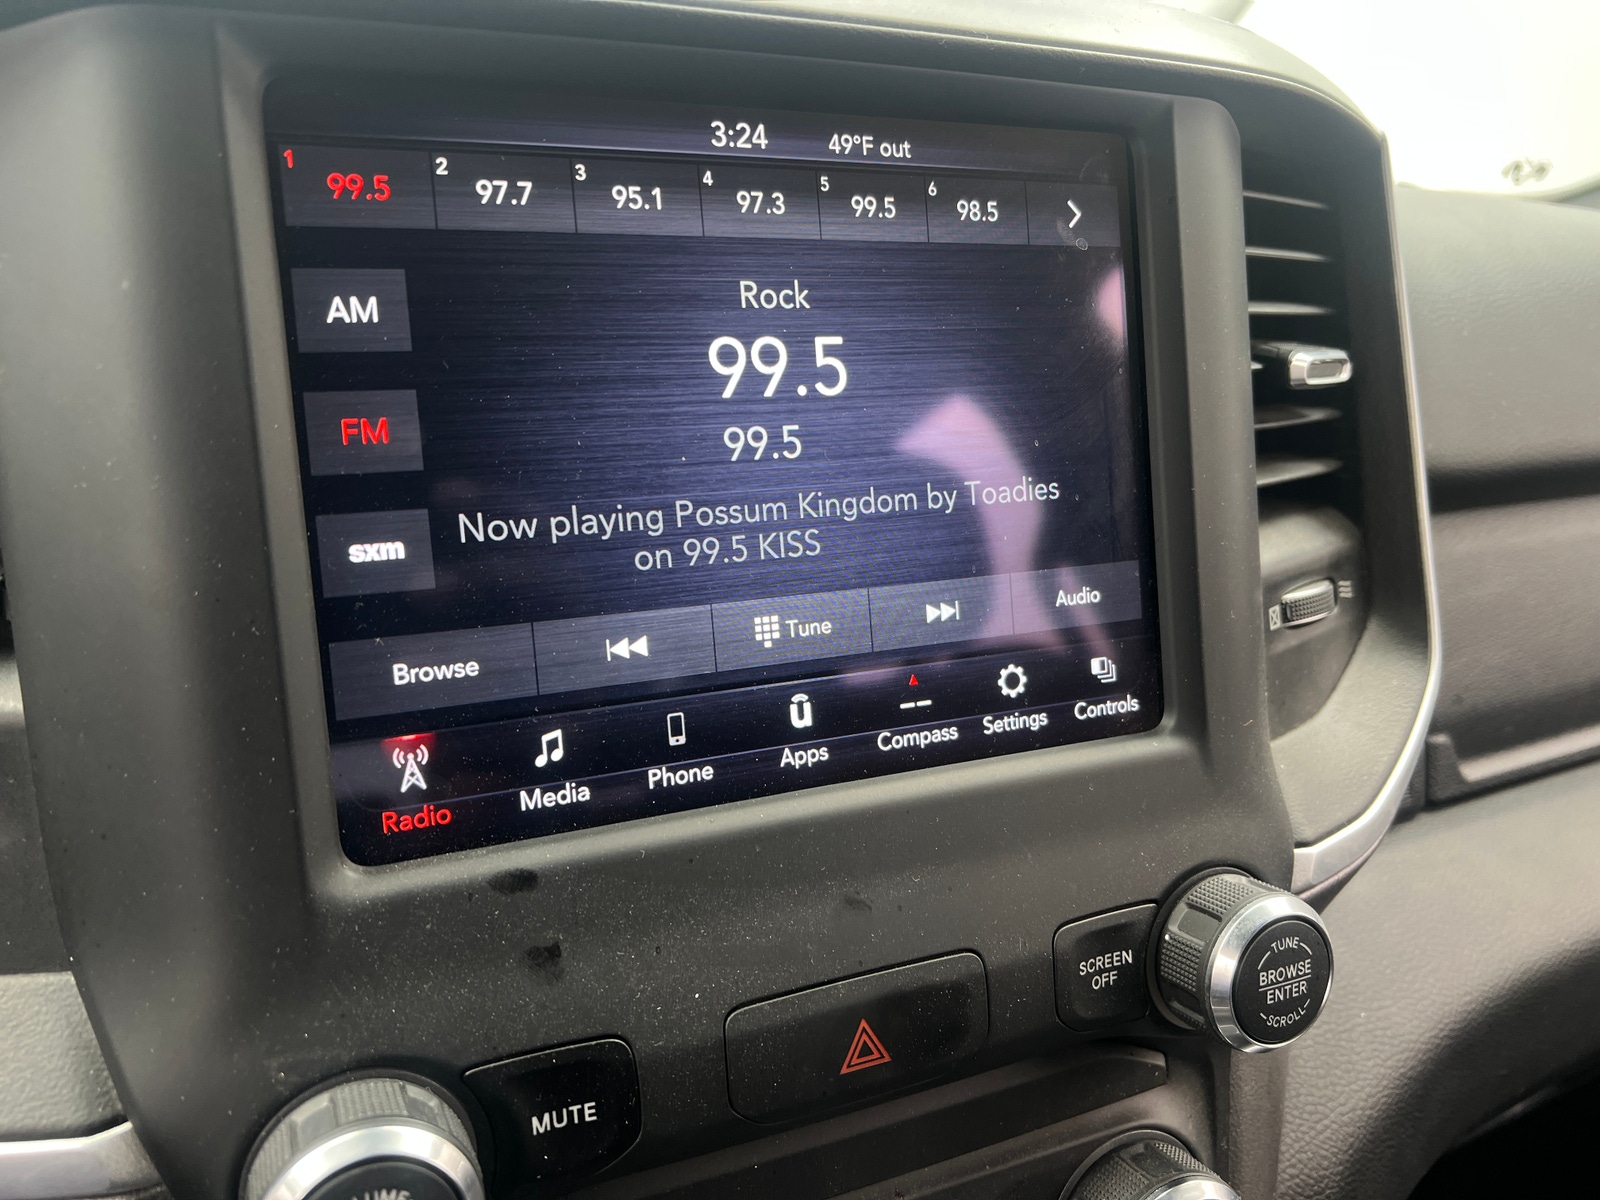 3:24 49°F out
1 99.5 2 97.7 3 95.1 4 97.3 5 99.5 6 98.5
AM
Rock
99.5
FM
99.5
sxm
Now playing Possum Kingdom by Toadies
on 99.5 KISS
Browse Tune Audio
Radio Media Phone Apps Compass Settings Controls
SCREEN
OFF
TUNE
BROWSE
ENTER
SCROLL
MUTE